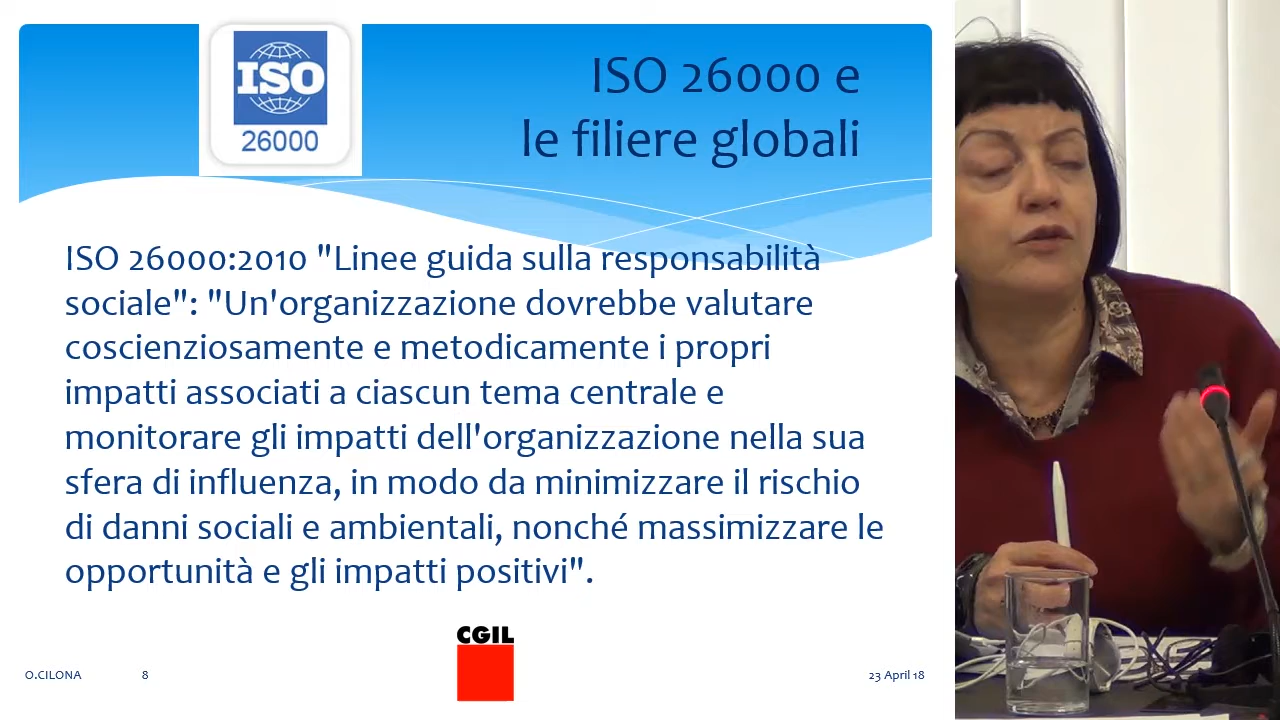 ISO
26000
ISO 26000 e
le filiere globali
ISO 26000:2010 "Linee guida sulla responsabilità
sociale": "Un'organizzazione dovrebbe valutare
coscienziosamente e metodicamente i propri
impatti associati a ciascun tema centrale e
monitorare gli impatti dell'organizzazione nella sua
sfera di influenza, in modo da minimizzare il rischio
di danni sociali e ambientali, nonché massimizzare le
opportunità e gli impatti positivi".
CGIL
O.CILONA
8
23 April 18